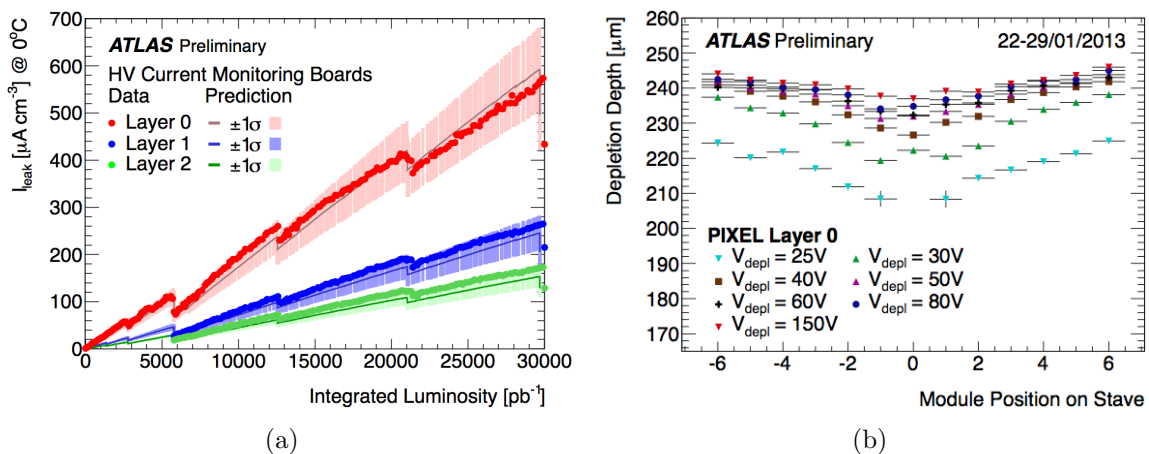 ATLAS Preliminary
HV Current Monitoring Boards
Data Prediction
Layer 0 ±1σ
Layer 1 ±1σ
Layer 2 ±1σ
I_leak [μA cm⁻³] @ 0°C
700
600
500
400
300
200
100
0
0 5000 10000 15000 20000 25000 30000
Integrated Luminosity [pb⁻¹]
(a)
ATLAS Preliminary 22-29/01/2013
Depletion Depth [μm]
260
250
240
230
220
210
200
190
180
170
PIXEL Layer 0
V_depl = 25V V_depl = 30V
V_depl = 40V V_depl = 50V
V_depl = 60V V_depl = 80V
V_depl = 150V
-6 -4 -2 0 2 4 6
Module Position on Stave
(b)